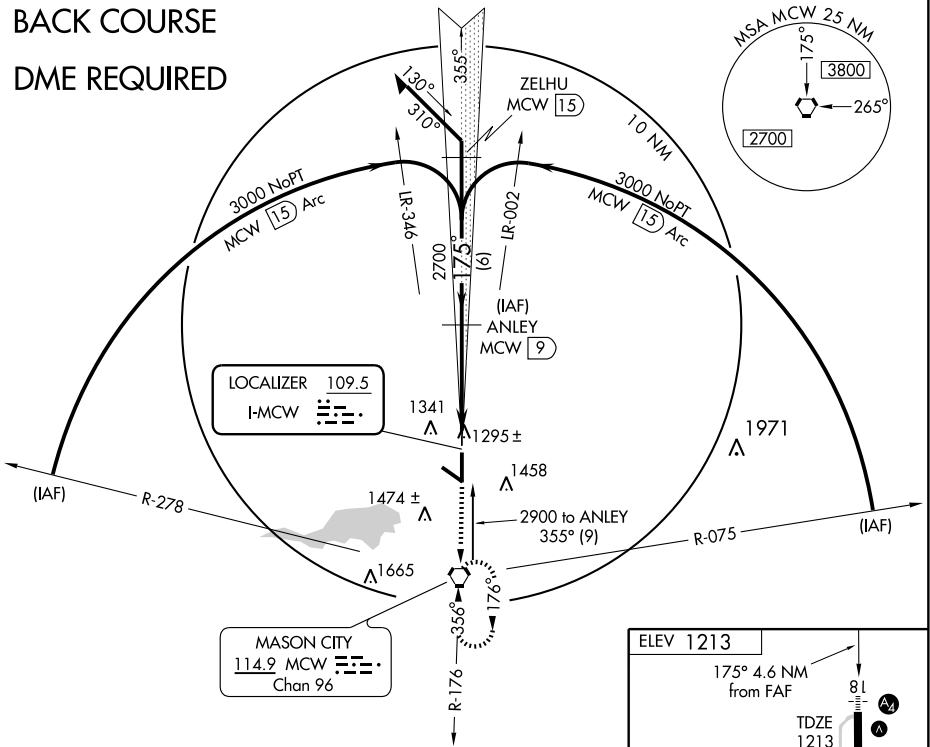 BACK COURSE
DME REQUIRED
MSA MCW 25 NM
175°
3800
265°
2700
355°
130°
310°
ZELHU
MCW 15
10 NM
3000 NoPT
MCW 15 Arc
3000 NoPT
MCW 15 Arc
LR-346
LR-002
2700
175°
(6)
(IAF)
ANLEY
MCW 9
LOCALIZER 109.5
I-MCW
1341
1295 ±
1971
1458
1474 ±
(IAF)
R-278
2900 to ANLEY
355° (9)
R-075
(IAF)
1665
356°
176°
MASON CITY
114.9 MCW
Chan 96
R-176
ELEV 1213
175° 4.6 NM
from FAF
18
A4
TDZE
1213